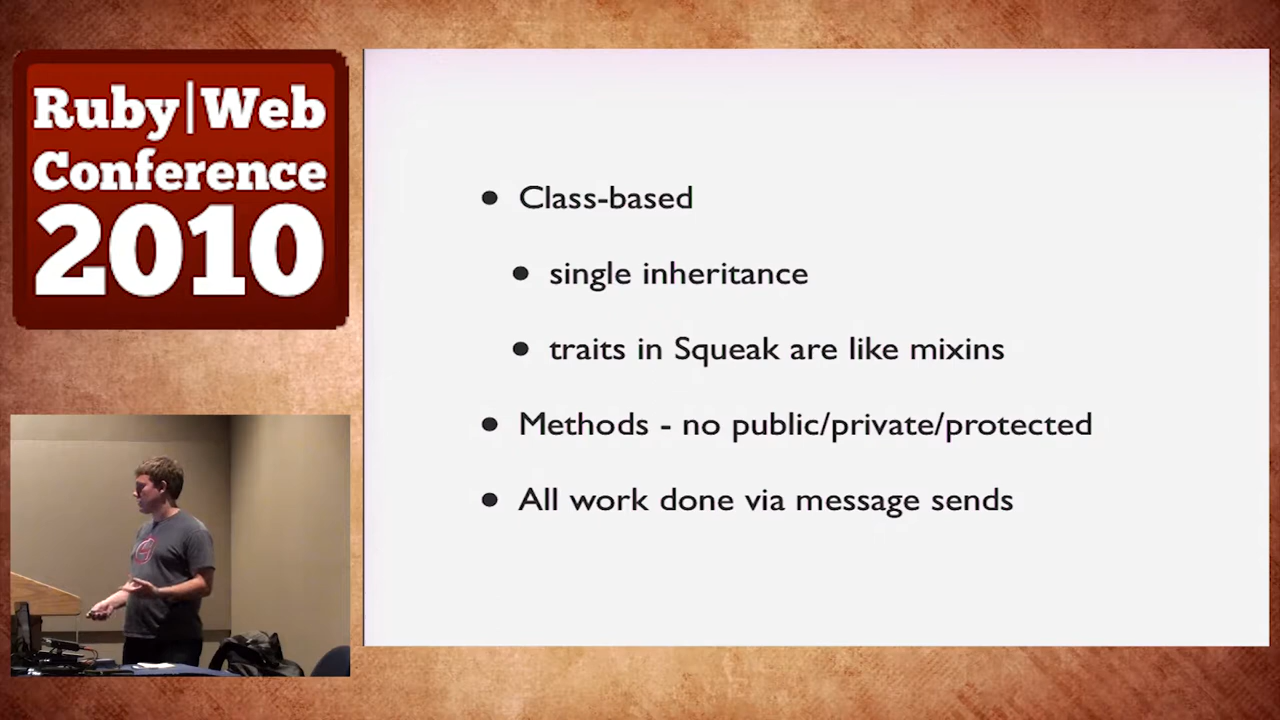 Ruby|Web
Conference
2010
• Class-based
• single inheritance
• traits in Squeak are like mixins
• Methods - no public/private/protected
• All work done via message sends